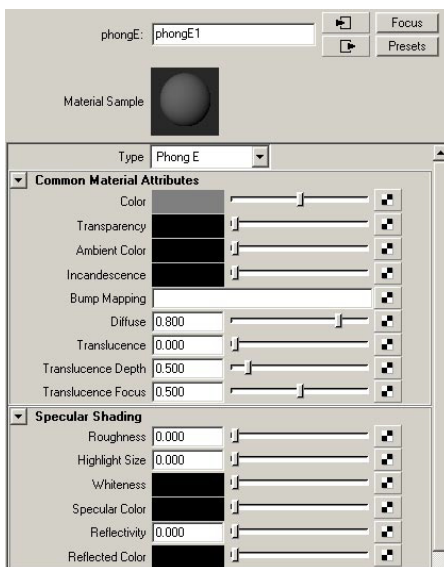 phongE: phongE1 Focus
Presets
Material Sample
Type Phong E
Common Material Attributes
Color
Transparency
Ambient Color
Incandescence
Bump Mapping
Diffuse 0.800
Translucence 0.000
Translucence Depth 0.500
Translucence Focus 0.500
Specular Shading
Roughness 0.000
Highlight Size 0.000
Whiteness
Specular Color
Reflectivity 0.000
Reflected Color